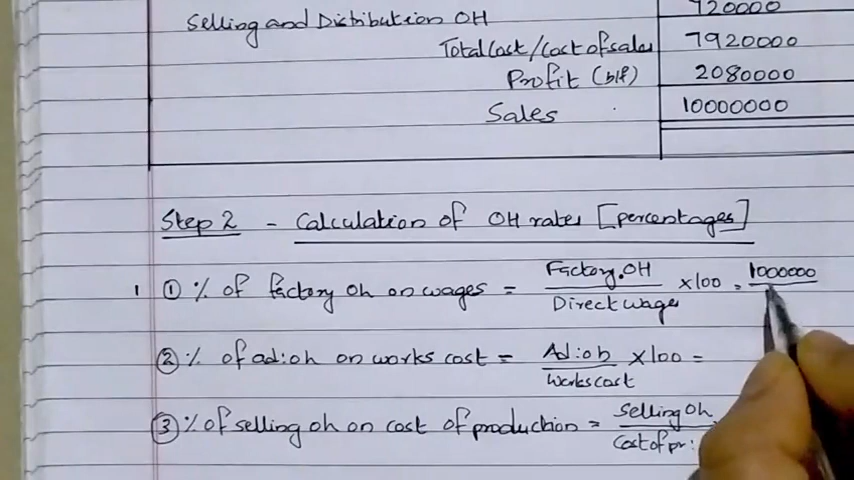 720000
Selling and Distribution OH
Total cost/Cost of sales 7920000
Profit (b/f) 2080000
Sales 10000000
Step 2 - Calculation of OH rates [percentages]
1 ① % of factory oh on wages = Factory.OH / Direct wages ×100 = 1000000
② % of ad:oh on works cost = Ad:oh / Works cost ×100 =
③ % of selling oh on cost of production = Selling Oh / Cost of pr: